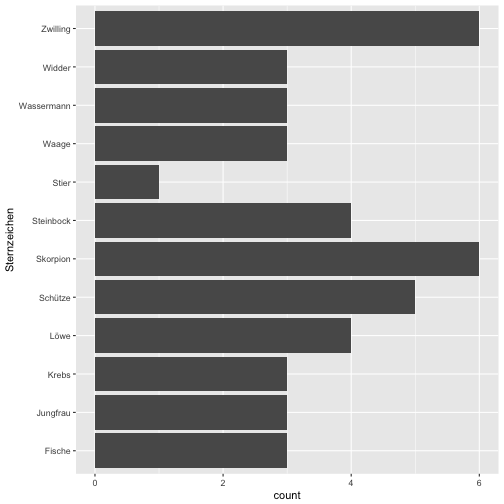 Zwilling
Widder
Wassermann
Waage
Stier
Steinbock
Skorpion
Schütze
Löwe
Krebs
Jungfrau
Fische
Sternzeichen
0 2 4 6
count